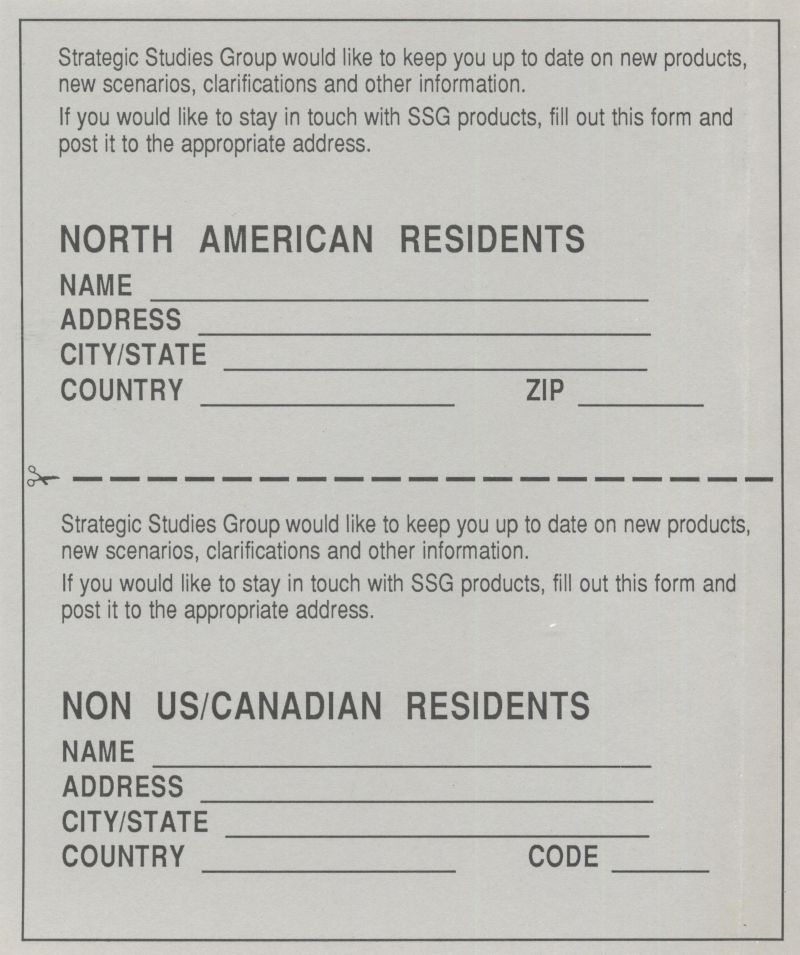 Strategic Studies Group would like to keep you up to date on new products,
new scenarios, clarifications and other information.
If you would like to stay in touch with SSG products, fill out this form and
post it to the appropriate address.
NORTH AMERICAN RESIDENTS
NAME
ADDRESS
CITY/STATE
COUNTRY ZIP
Strategic Studies Group would like to keep you up to date on new products,
new scenarios, clarifications and other information.
If you would like to stay in touch with SSG products, fill out this form and
post it to the appropriate address.
NON US/CANADIAN RESIDENTS
NAME
ADDRESS
CITY/STATE
COUNTRY CODE